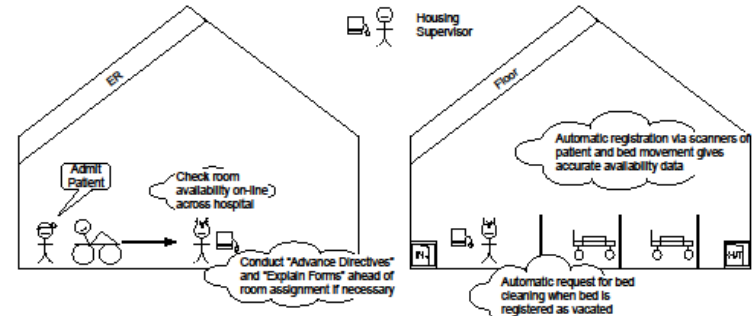 Housing
Supervisor
ER
Admit
Patient
Check room
availability on-line
across hospital
Conduct "Advance Directives"
and "Explain Forms" ahead of
room assignment if necessary
Floor
Automatic registration via scanners of
patient and bed movement gives
accurate availability data
IN
OUT
Automatic request for bed
cleaning when bed is
registered as vacated